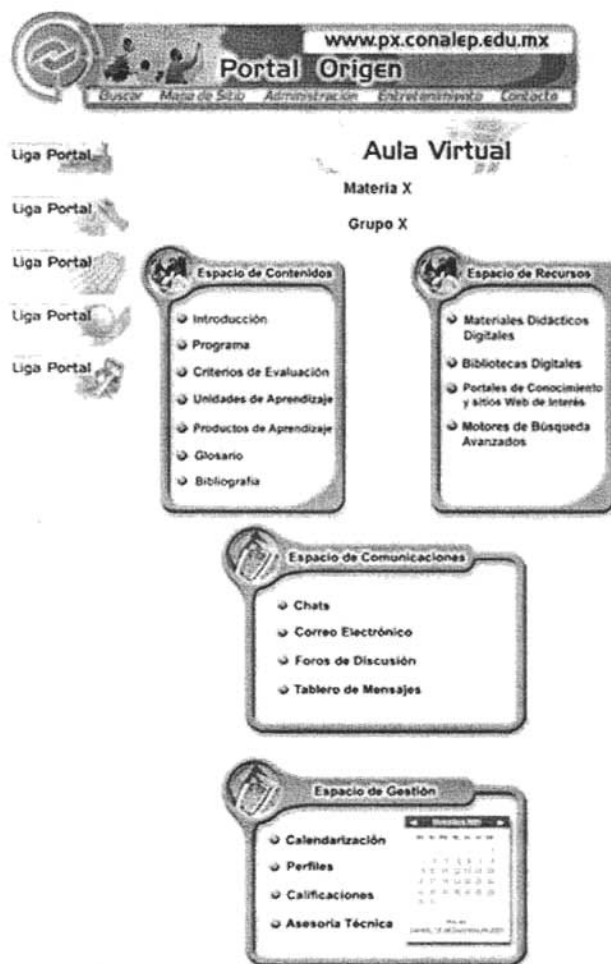 www.px.conalep.edu.mx
Portal Origen
Buscar Mapa de Sitio Administración Entretenimiento Contacto
Aula Virtual
Materia X
Grupo X
Liga Portal
Liga Portal
Liga Portal
Liga Portal
Liga Portal
Espacio de Contenidos
Introducción
Programa
Criterios de Evaluación
Unidades de Aprendizaje
Productos de Aprendizaje
Glosario
Bibliografía
Espacio de Recursos
Materiales Didácticos
Digitales
Bibliotecas Digitales
Portales de Conocimiento
y sitios Web de Interés
Motores de Búsqueda
Avanzados
Espacio de Comunicaciones
Chats
Correo Electrónico
Foros de Discusión
Tablero de Mensajes
Espacio de Gestión
Calendarización
Perfiles
Calificaciones
Asesoría Técnica